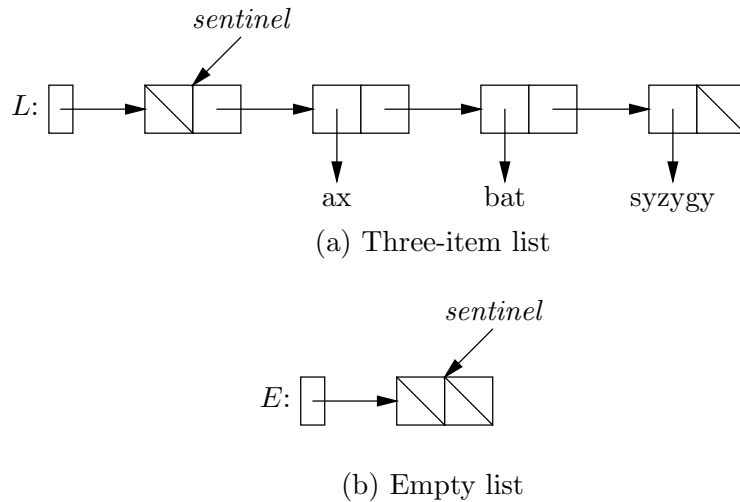 sentinel
L:
ax bat syzygy
(a) Three-item list
sentinel
E:
(b) Empty list